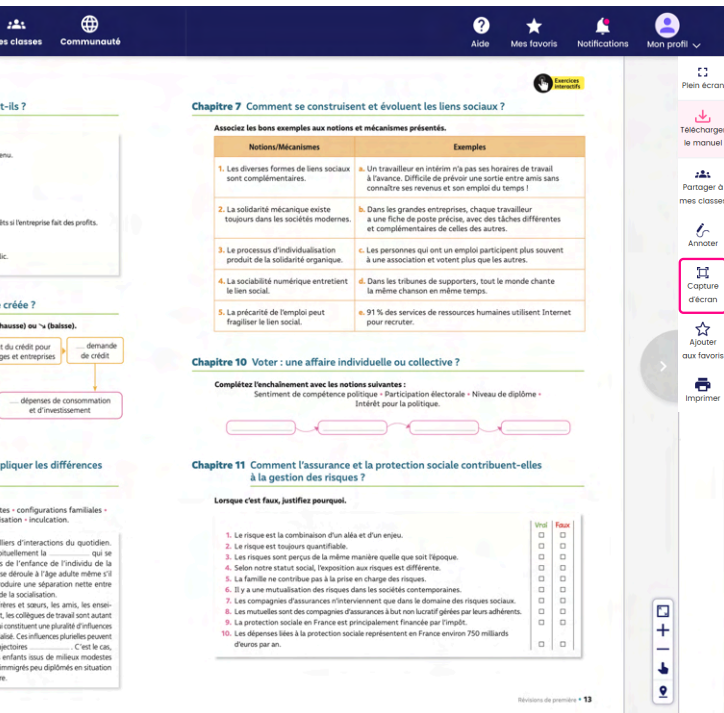 es classes
Communauté
Aide
Mes favoris
Notifications
Mon profil
Plein écran
Télécharger
le manuel
Partager à
mes classes
Annoter
Capture
d'écran
Ajouter
aux favoris
Imprimer
t-ils ?
enu.
êts si l'entreprise fait des profits.
lic.
créée ?
hausse) ou ↘ (baisse).
t du crédit pour
ges et entreprises
.... demande
de crédit
.... dépenses de consommation
et d'investissement
pliquer les différences
tes • configurations familiales •
isation • inculcation.
lliers d'interactions du quotidien.
bituellement la ............ qui se
s de l'enfance de l'individu de la
se déroule à l'âge adulte même s'il
roduire une séparation nette entre
de la socialisation.
rères et sœurs, les amis, les ensei-
t, les collègues de travail sont autant
i constituent une pluralité d'influences
alisé. Ces influences plurielles peuvent
ajectoires ............ . C'est le cas,
enfants issus de milieux modestes
immigrés peu diplômés en situation
re.
Exercices
interactifs
Chapitre 7 Comment se construisent et évoluent les liens sociaux ?
Associez les bons exemples aux notions et mécanismes présentés.
Notions/Mécanismes
Exemples
1. Les diverses formes de liens sociaux
sont complémentaires.
a. Un travailleur en intérim n'a pas ses horaires de travail
à l'avance. Difficile de prévoir une sortie entre amis sans
connaître ses revenus et son emploi du temps !
2. La solidarité mécanique existe
toujours dans les sociétés modernes.
b. Dans les grandes entreprises, chaque travailleur
a une fiche de poste précise, avec des tâches différentes
et complémentaires de celles des autres.
3. Le processus d'individualisation
produit de la solidarité organique.
c. Les personnes qui ont un emploi participent plus souvent
à une association et votent plus que les autres.
4. La sociabilité numérique entretient
le lien social.
d. Dans les tribunes de supporters, tout le monde chante
la même chanson en même temps.
5. La précarité de l'emploi peut
fragiliser le lien social.
e. 91 % des services de ressources humaines utilisent Internet
pour recruter.
Chapitre 10 Voter : une affaire individuelle ou collective ?
Complétez l'enchaînement avec les notions suivantes :
Sentiment de compétence politique • Participation électorale • Niveau de diplôme •
Intérêt pour la politique.
Chapitre 11 Comment l'assurance et la protection sociale contribuent-elles
à la gestion des risques ?
Lorsque c'est faux, justifiez pourquoi.
Vrai Faux
1. Le risque est la combinaison d'un aléa et d'un enjeu.
2. Le risque est toujours quantifiable.
3. Les risques sont perçus de la même manière quelle que soit l'époque.
4. Selon notre statut social, l'exposition aux risques est différente.
5. La famille ne contribue pas à la prise en charge des risques.
6. Il y a une mutualisation des risques dans les sociétés contemporaines.
7. Les compagnies d'assurances n'interviennent que dans le domaine des risques sociaux.
8. Les mutuelles sont des compagnies d'assurances à but non lucratif gérées par leurs adhérents.
9. La protection sociale en France est principalement financée par l'impôt.
10. Les dépenses liées à la protection sociale représentent en France environ 750 milliards
d'euros par an.
Révisions de première • 13